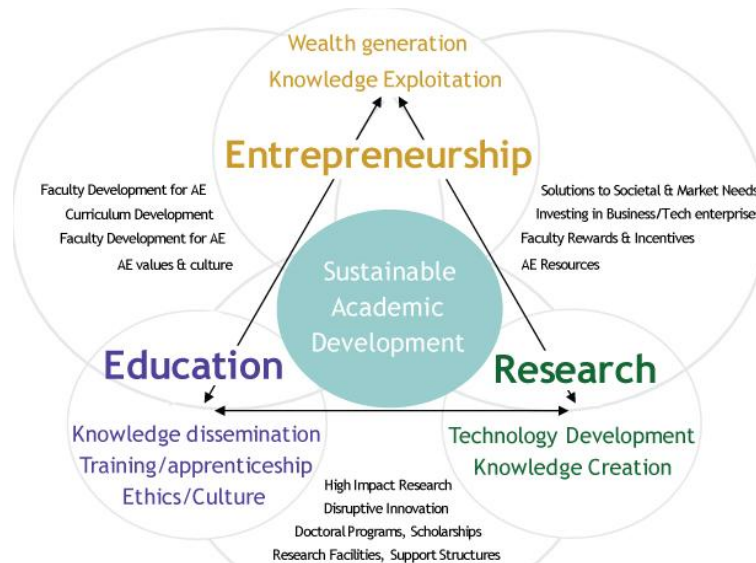 Wealth generation
Knowledge Exploitation
Entrepreneurship
Faculty Development for AE
Curriculum Development
Faculty Development for AE
AE values & culture
Solutions to Societal & Market Needs
Investing in Business/Tech enterprise
Faculty Rewards & Incentives
AE Resources
Sustainable
Academic
Development
Education
Knowledge dissemination
Training/apprenticeship
Ethics/Culture
Research
Technology Development
Knowledge Creation
High Impact Research
Disruptive Innovation
Doctoral Programs, Scholarships
Research Facilities, Support Structures